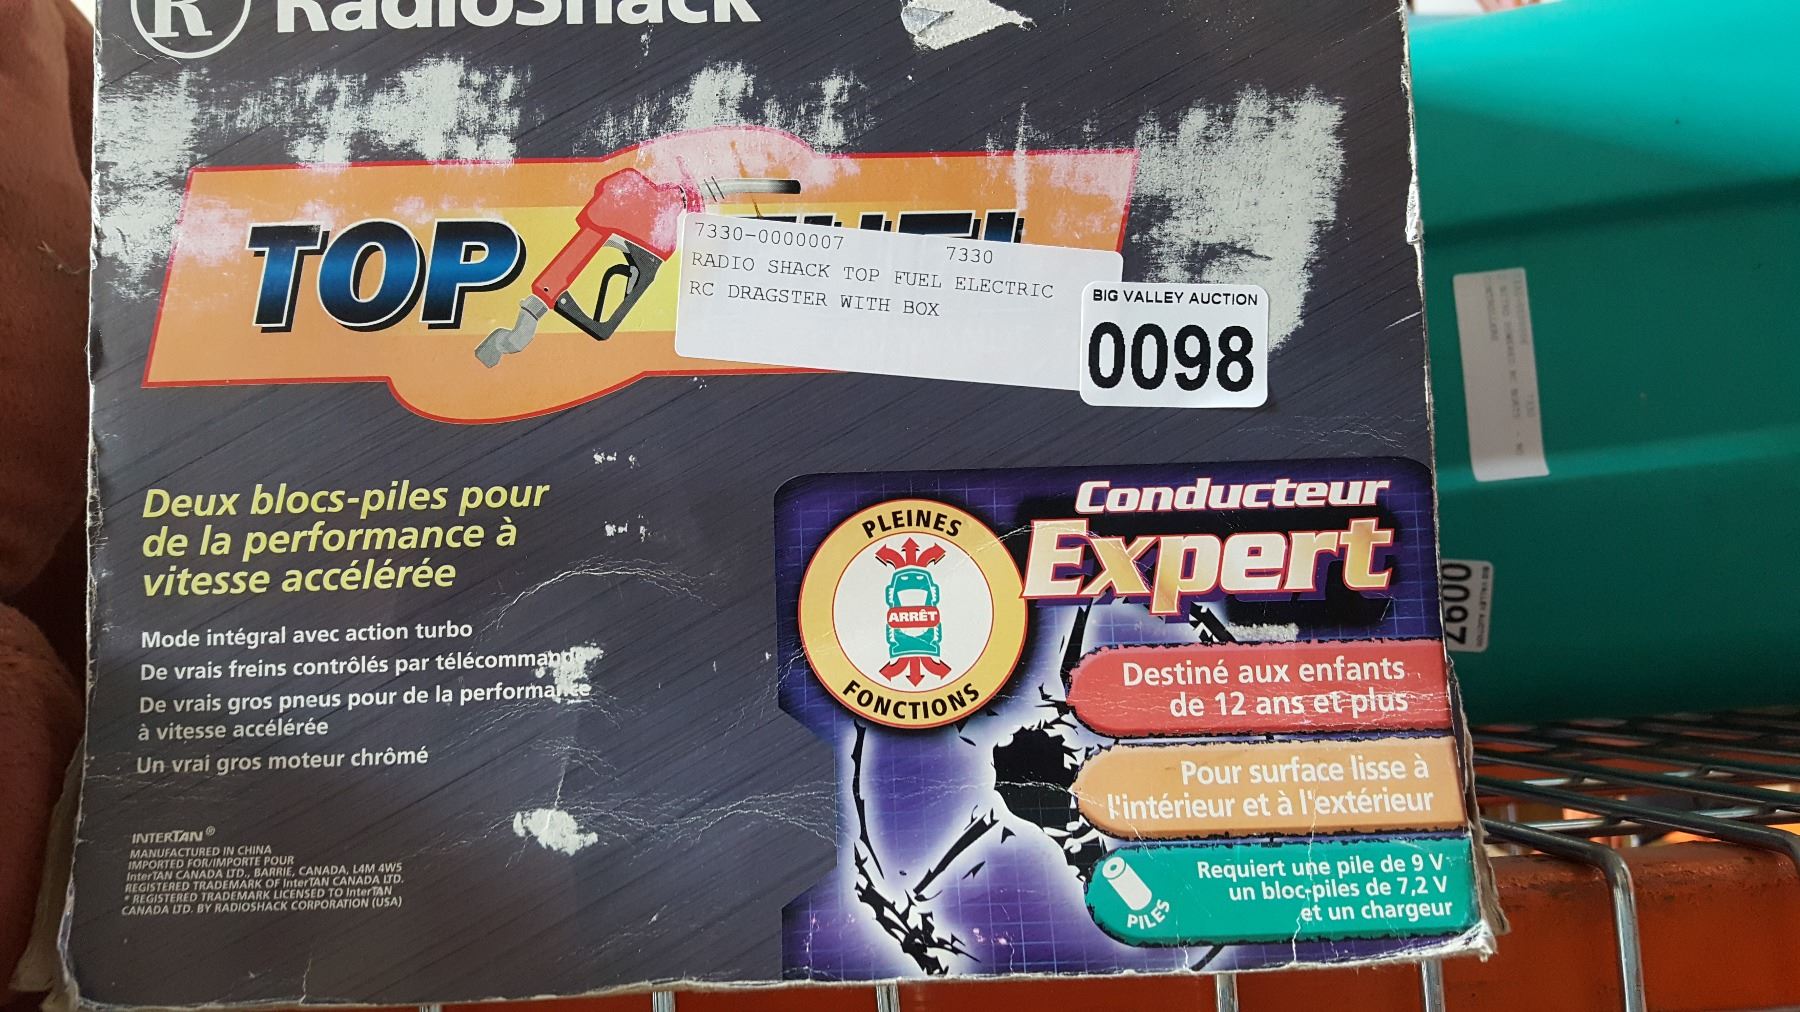 R RadioShack
TOP FUEL
7330-0000007 7330
RADIO SHACK TOP FUEL ELECTRIC
RC DRAGSTER WITH BOX
BIG VALLEY AUCTION
0098
Deux blocs-piles pour
de la performance à
vitesse accélérée
Mode intégral avec action turbo
De vrais freins contrôlés par télécommande
De vrais gros pneus pour de la performance
à vitesse accélérée
Un vrai gros moteur chrômé
INTERTAN®
MANUFACTURED IN CHINA
IMPORTED FOR/IMPORTE POUR
InterTAN CANADA LTD., BARRIE, CANADA, L4M 4W5
REGISTERED TRADEMARK OF InterTAN CANADA LTD.
* REGISTERED TRADEMARK LICENSED TO InterTAN
CANADA LTD. BY RADIOSHACK CORPORATION (USA)
PLEINES
ARRÊT
FONCTIONS
Conducteur
Expert
Destiné aux enfants
de 12 ans et plus
Pour surface lisse à
l'intérieur et à l'extérieur
PILES
Requiert une pile de 9 V
un bloc-piles de 7,2 V
et un chargeur
7330
BIG VALLEY AUCTION
0097